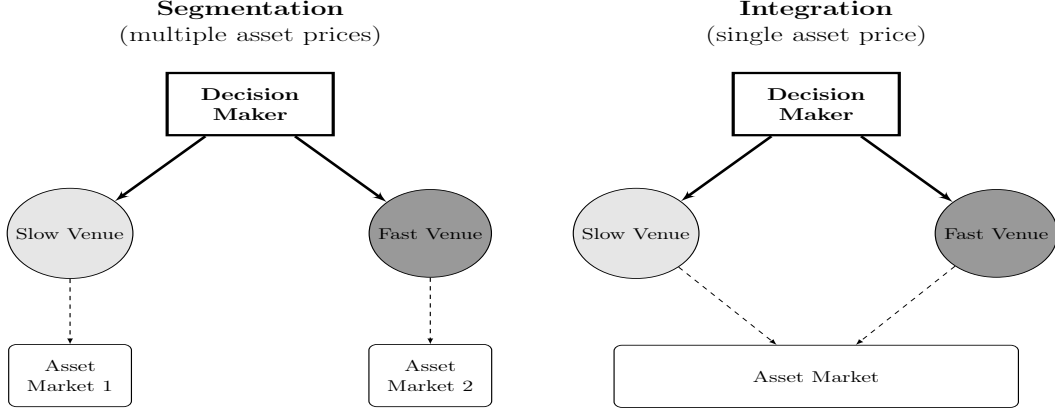 Segmentation
(multiple asset prices)
Decision
Maker
Slow Venue
Fast Venue
Asset
Market 1
Asset
Market 2
Integration
(single asset price)
Decision
Maker
Slow Venue
Fast Venue
Asset Market